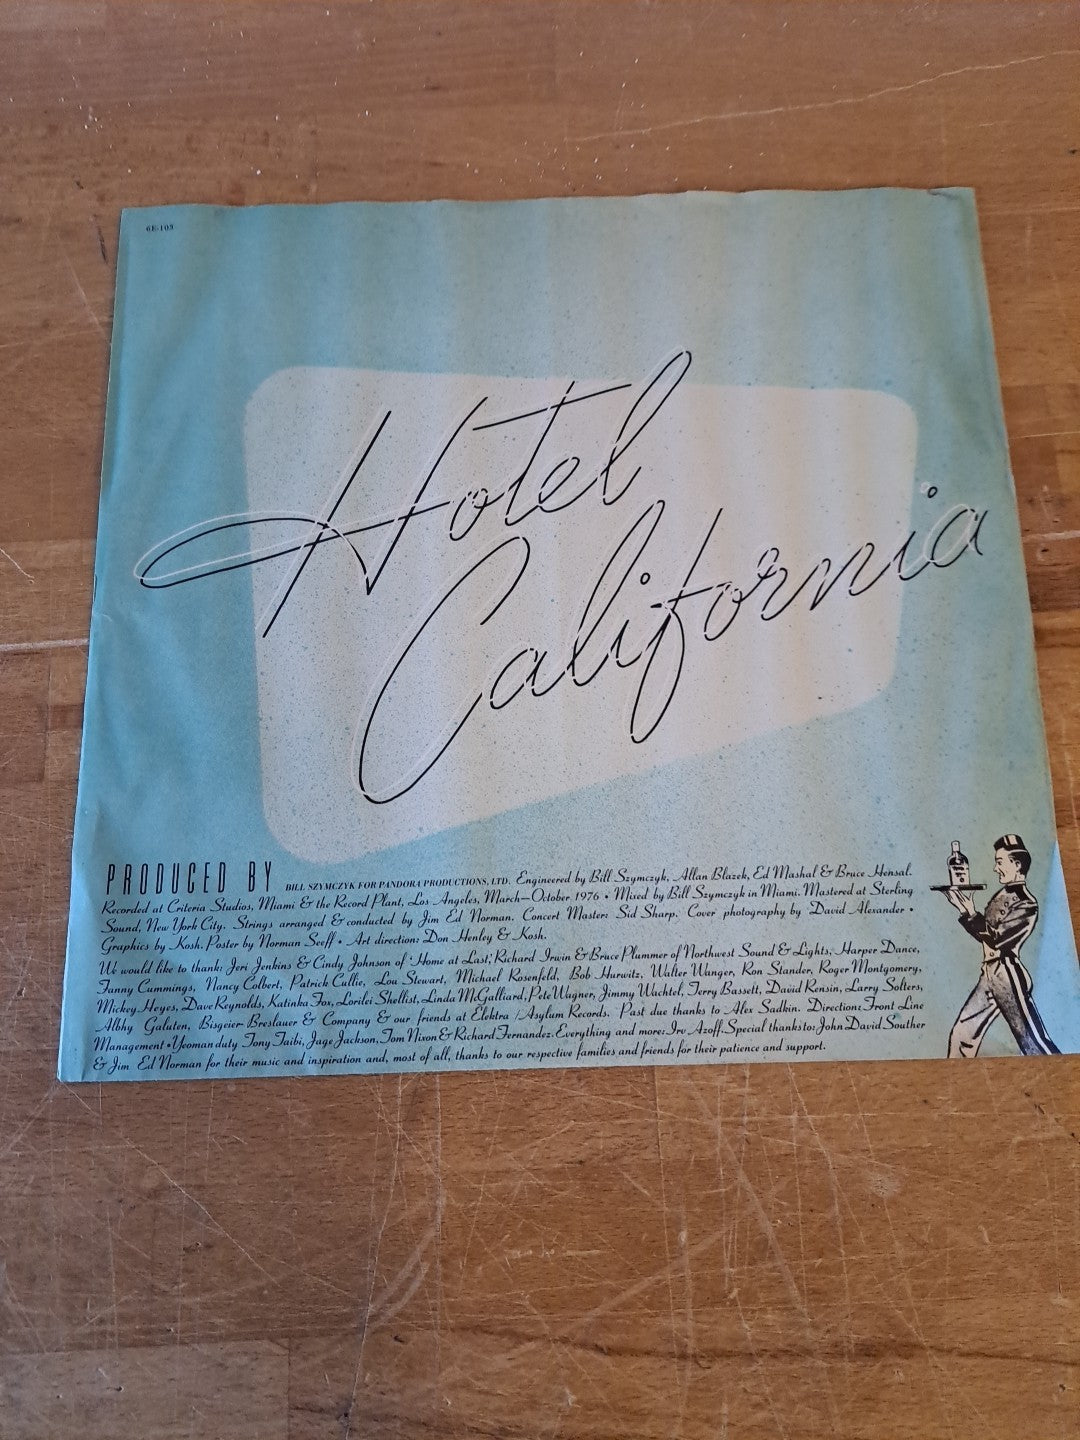 6E-103
Hotel
California
PRODUCED BY BILL SZYMCZYK FOR PANDORA PRODUCTIONS, LTD. Engineered by Bill Szymczyk, Allan Blazek, Ed Mashal & Bruce Hensal.
Recorded at Criteria Studios, Miami & the Record Plant, Los Angeles, March—October 1976 • Mixed by Bill Szymczyk in Miami. Mastered at Sterling
Sound, New York City. Strings arranged & conducted by Jim Ed Norman. Concert Master: Sid Sharp. Cover photography by David Alexander •
Graphics by Kosh. Poster by Norman Seeff • Art direction: Don Henley & Kosh.
We would like to thank: Jeri Jenkins & Cindy Johnson of 'Home at Last,' Richard Irwin & Bruce Plummer of Northwest Sound & Lights, Harper Dance,
Fanny Cummings, Nancy Colbert, Patrick Cullie, Lou Stewart, Michael Rosenfeld, Bob Hurwitz, Walter Wanger, Ron Stander, Roger Montgomery,
Mickey Heyes, Dave Reynolds, Katinka Fox, Lorilei Shellist, Linda McGalliard, Pete Wagner, Jimmy Wachtel, Terry Bassett, David Rensin, Larry Solters,
Albhy Galuten, Bisgeier Breslauer & Company & our friends at Elektra/Asylum Records. Past due thanks to Alex Sadkin. Direction: Front Line
Management • Yeoman duty Tony Taibi, Jage Jackson, Tom Nixon & Richard Fernandez. Everything and more: Irv Azoff. Special thanks to: John David Souther
& Jim Ed Norman for their music and inspiration and, most of all, thanks to our respective families and friends for their patience and support.